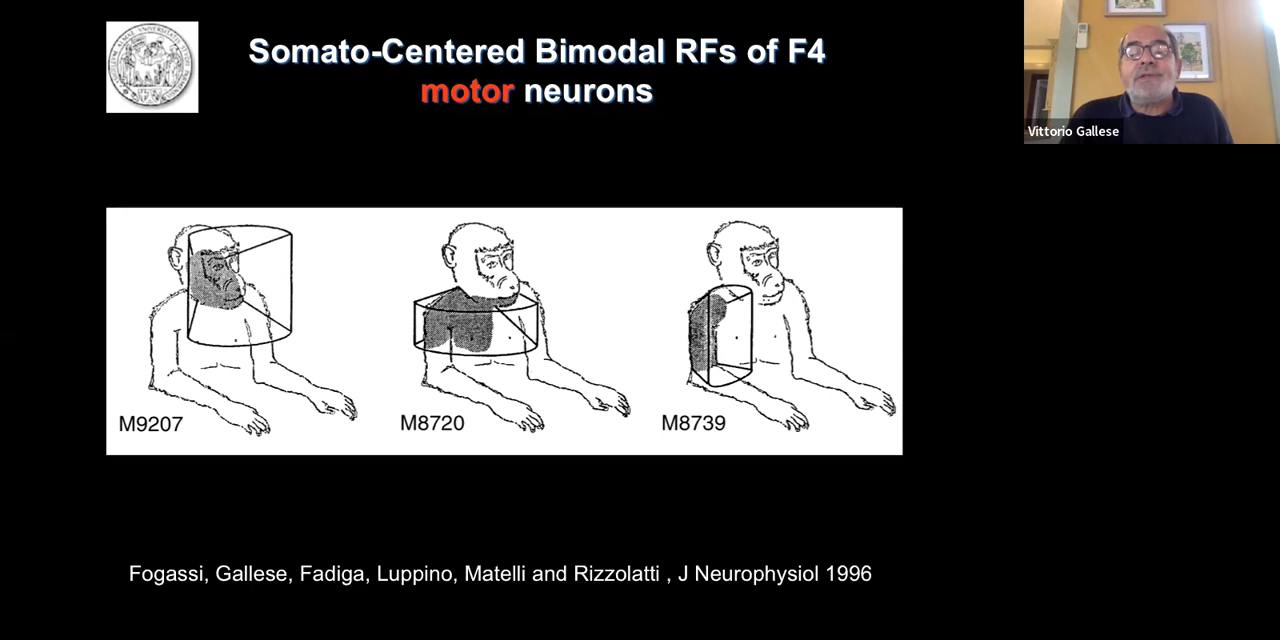 Somato-Centered Bimodal RFs of F4
motor neurons
Vittorio Gallese
M9207
M8720
M8739
Fogassi, Gallese, Fadiga, Luppino, Matelli and Rizzolatti , J Neurophysiol 1996